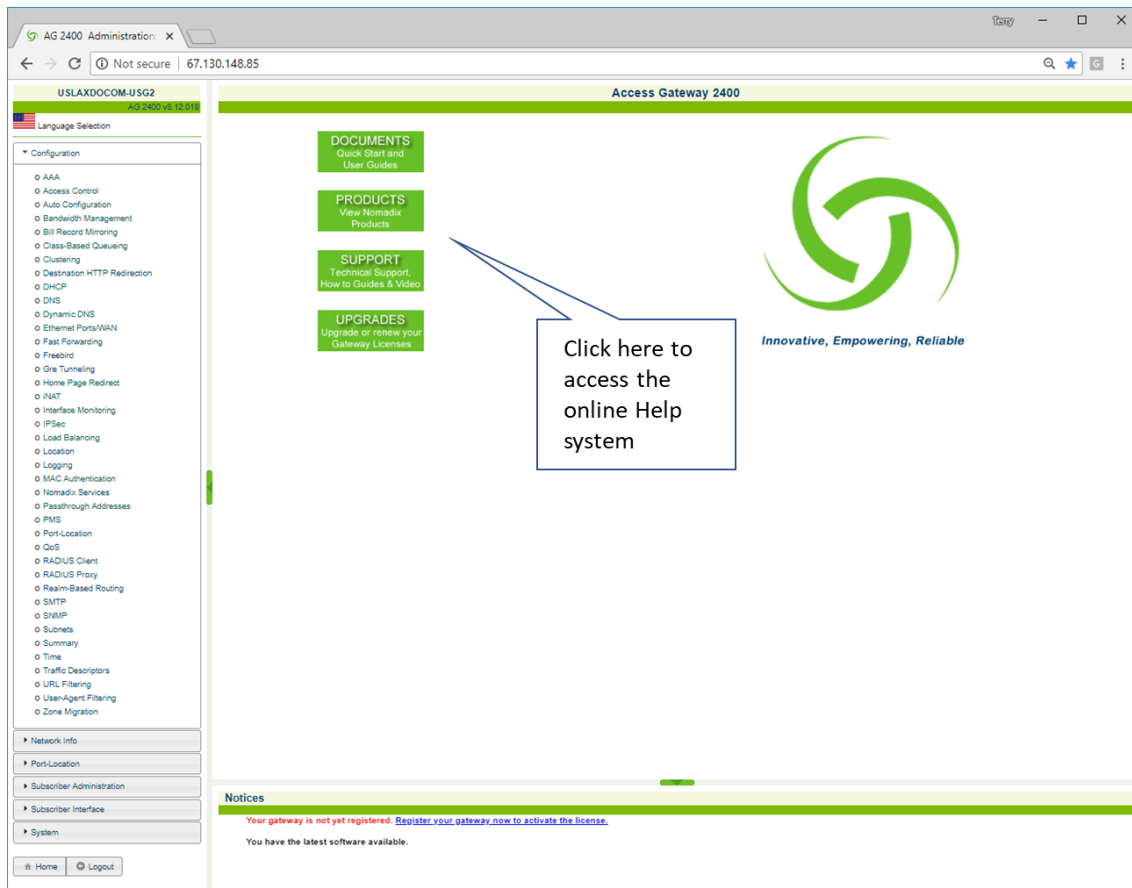 Terry
AG 2400 Administration:
Not secure | 67.130.148.85
USLAXDOCOM-USG2
AG 2400 v8.12.018
Language Selection
Configuration
AAA
Access Control
Auto Configuration
Bandwidth Management
Bill Record Mirroring
Class-Based Queueing
Clustering
Destination HTTP Redirection
DHCP
DNS
Dynamic DNS
Ethernet Ports/WAN
Fast Forwarding
Freebird
Gre Tunneling
Home Page Redirect
iNAT
Interface Monitoring
IPSec
Load Balancing
Location
Logging
MAC Authentication
Nomadix Services
Passthrough Addresses
PMS
Port-Location
QoS
RADIUS Client
RADIUS Proxy
Realm-Based Routing
SMTP
SNMP
Subnets
Summary
Time
Traffic Descriptors
URL Filtering
User-Agent Filtering
Zone Migration
Network Info
Port-Location
Subscriber Administration
Subscriber Interface
System
Home
Logout
Access Gateway 2400
DOCUMENTS
Quick Start and
User Guides
PRODUCTS
View Nomadix
Products
SUPPORT
Technical Support,
How to Guides & Video
UPGRADES
Upgrade or renew your
Gateway Licenses
Click here to
access the
online Help
system
Innovative, Empowering, Reliable
Notices
Your gateway is not yet registered. Register your gateway now to activate the license.
You have the latest software available.